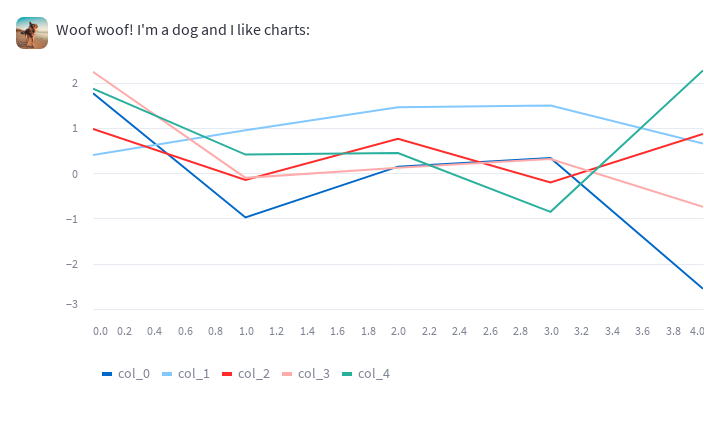 Woof woof! I'm a dog and I like charts:
2
1
0
−1
−2
−3
0.0 0.2 0.4 0.6 0.8 1.0 1.2 1.4 1.6 1.8 2.0 2.2 2.4 2.6 2.8 3.0 3.2 3.4 3.6 3.8 4.0
col_0 col_1 col_2 col_3 col_4